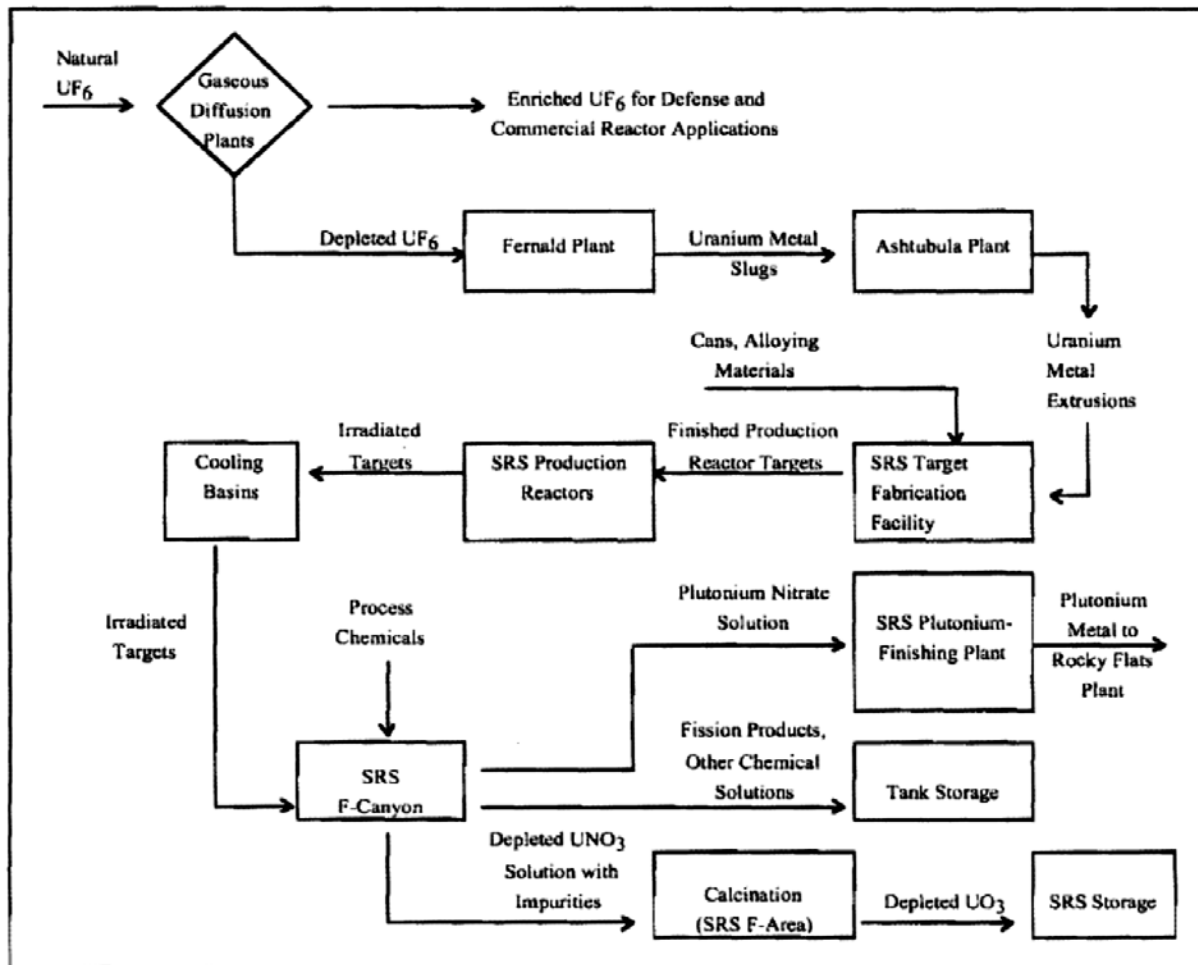 Natural
UF6
Gaseous
Diffusion
Plants
Enriched UF6 for Defense and
Commercial Reactor Applications
Depleted UF6
Fernald Plant
Uranium Metal
Slugs
Ashtubula Plant
Cans, Alloying
Materials
Uranium
Metal
Extrusions
Cooling
Basins
Irradiated
Targets
SRS Production
Reactors
Finished Production
Reactor Targets
SRS Target
Fabrication
Facility
Irradiated
Targets
Process
Chemicals
Plutonium Nitrate
Solution
SRS Plutonium-
Finishing Plant
Plutonium
Metal to
Rocky Flats
Plant
SRS
F-Canyon
Fission Products,
Other Chemical
Solutions
Tank Storage
Depleted UNO3
Solution with
Impurities
Calcination
(SRS F-Area)
Depleted UO3
SRS Storage